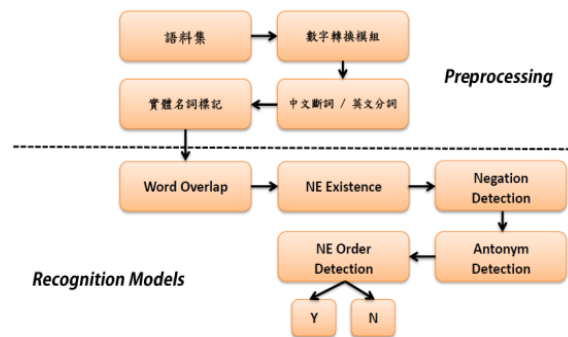 語料集
數字轉換模組
Preprocessing
實體名詞標記
中文斷詞 / 英文分詞
Word Overlap
NE Existence
Negation
Detection
NE Order
Detection
Antonym
Detection
Recognition Models
Y
N